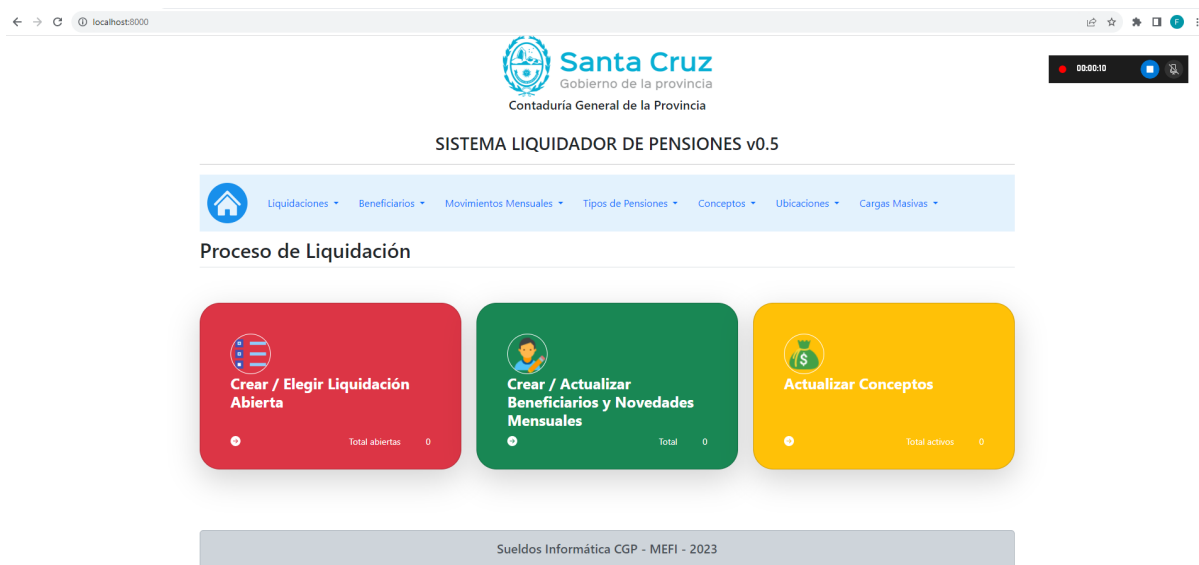 localhost:8000
F
Santa Cruz
Gobierno de la provincia
00:00:10
Contaduría General de la Provincia
SISTEMA LIQUIDADOR DE PENSIONES v0.5
Liquidaciones Beneficiarios Movimientos Mensuales Tipos de Pensiones Conceptos Ubicaciones Cargas Masivas
Proceso de Liquidación
Crear / Elegir Liquidación
Abierta
Total abiertas 0
Crear / Actualizar
Beneficiarios y Novedades
Mensuales
Total 0
$
Actualizar Conceptos
Total activos 0
Sueldos Informática CGP - MEFI - 2023